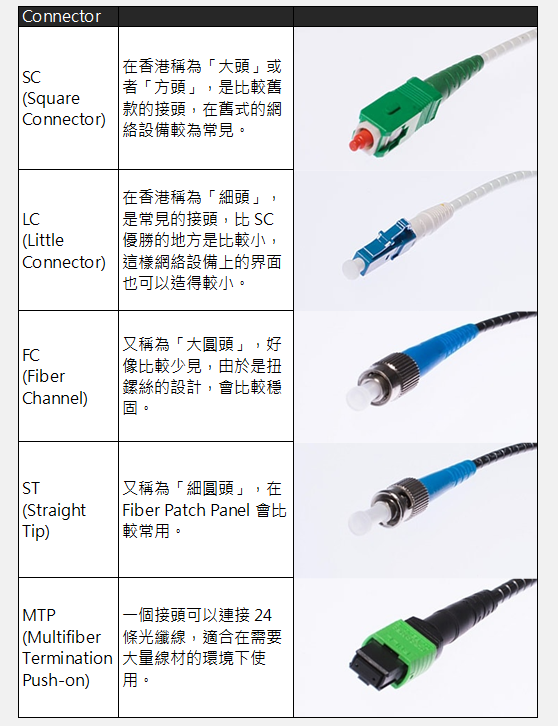 Connector
SC
(Square
Connector)
在香港稱為「大頭」或
者「方頭」，是比較舊
款的接頭，在舊式的網
絡設備較為常見。
LC
(Little
Connector)
在香港稱為「細頭」，
是常見的接頭，比 SC
優勝的地方是比較小，
這樣網絡設備上的界面
也可以造得較小。
FC
(Fiber
Channel)
又稱為「大圓頭」，好
像比較少見，由於是扭
鏍絲的設計，會比較穩
固。
ST
(Straight
Tip)
又稱為「細圓頭」，在
Fiber Patch Panel 會比
較常用。
MTP
(Multifiber
Termination
Push-on)
一個接頭可以連接 24
條光纖線，適合在需要
大量線材的環境下使
用。